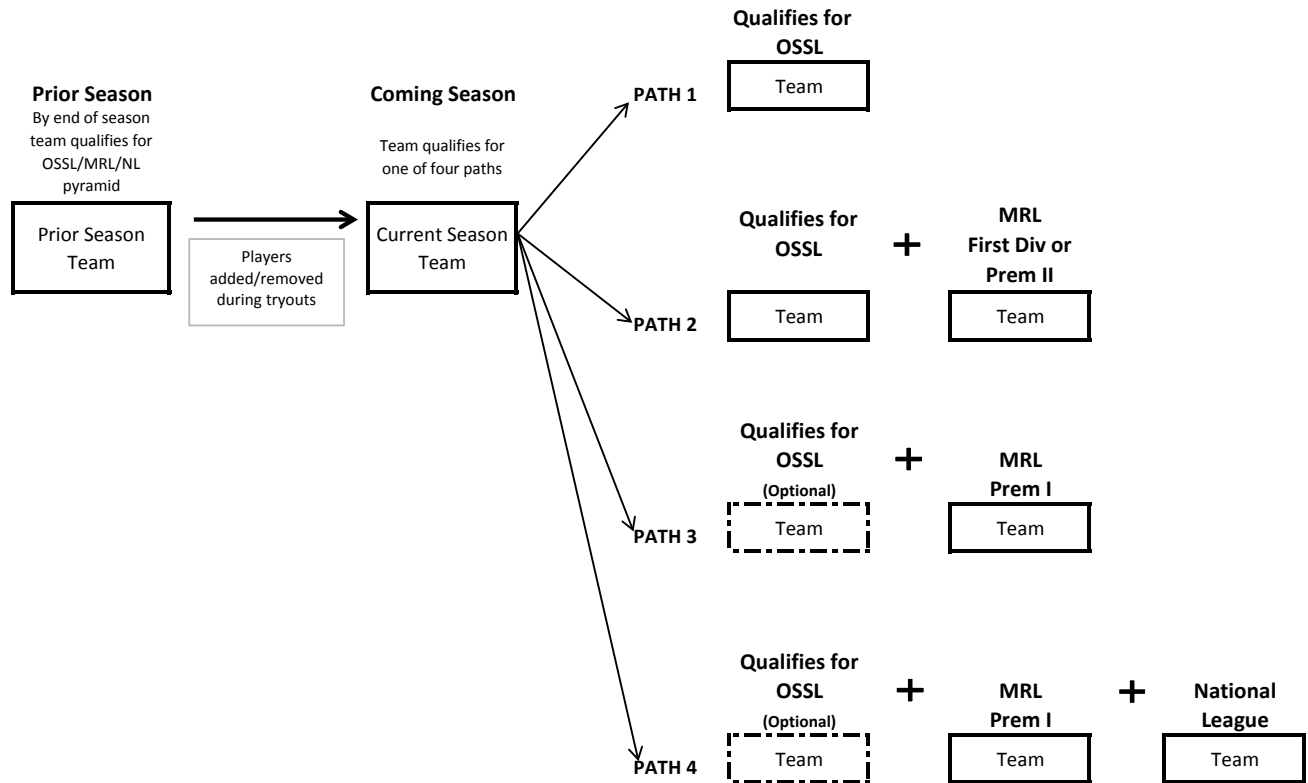 Prior Season
By end of season
team qualifies for
OSSL/MRL/NL
pyramid
Prior Season
Team
Players
added/removed
during tryouts
Coming Season
Team qualifies for
one of four paths
Current Season
Team
PATH 1
Qualifies for
OSSL
Team
PATH 2
Qualifies for
OSSL
Team
+
MRL
First Div or
Prem II
Team
PATH 3
Qualifies for
OSSL
(Optional)
Team
+
MRL
Prem I
Team
PATH 4
Qualifies for
OSSL
(Optional)
Team
+
MRL
Prem I
Team
+
National
League
Team